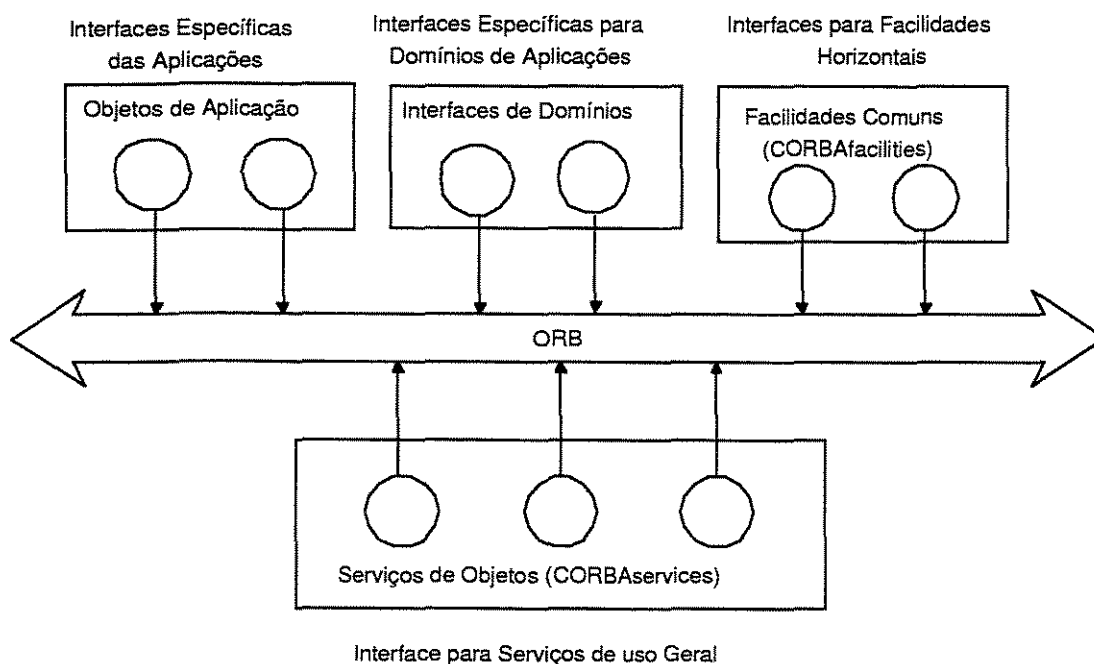 Interfaces Específicas
das Aplicações
Interfaces Específicas para
Domínios de Aplicações
Interfaces para Facilidades
Horizontais
Objetos de Aplicação
Interfaces de Domínios
Facilidades Comuns
(CORBAfacilities)
ORB
Serviços de Objetos (CORBAservices)
Interface para Serviços de uso Geral